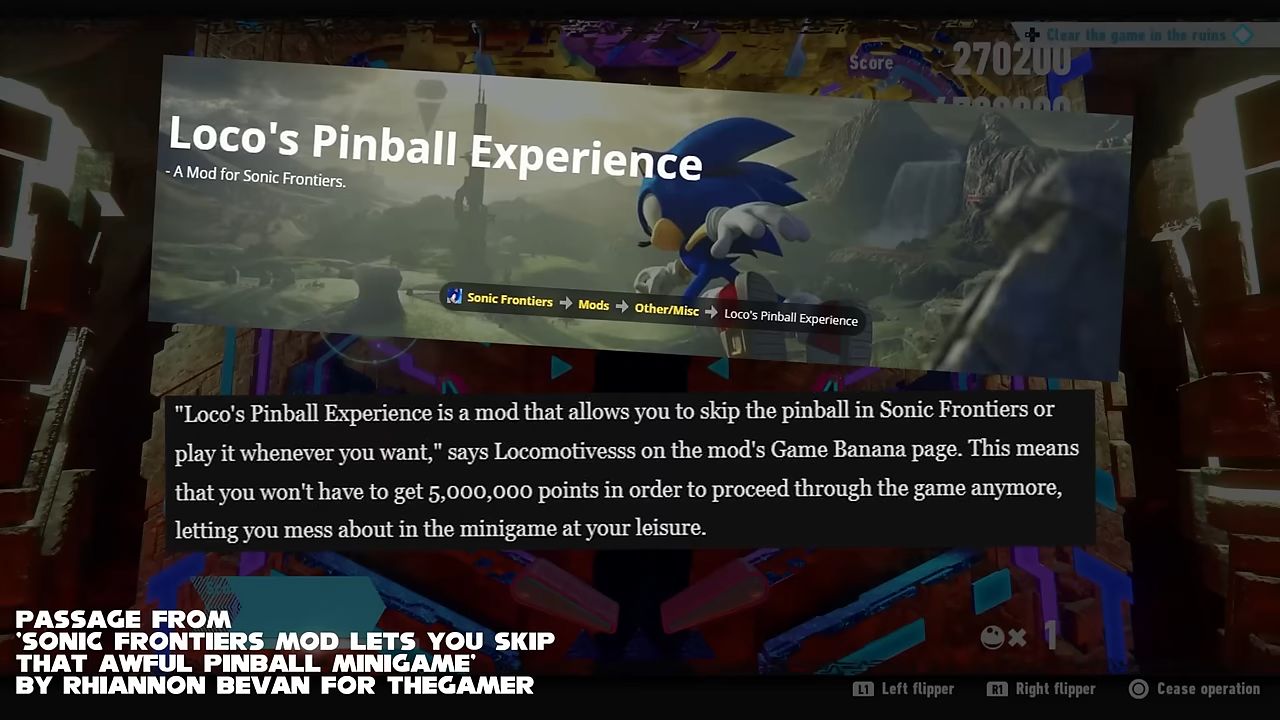 Clear the game in the ruins
Score 270200
Loco's Pinball Experience
- A Mod for Sonic Frontiers.
Sonic Frontiers → Mods → Other/Misc → Loco's Pinball Experience
"Loco's Pinball Experience is a mod that allows you to skip the pinball in Sonic Frontiers or
play it whenever you want," says Locomotivesss on the mod's Game Banana page. This means
that you won't have to get 5,000,000 points in order to proceed through the game anymore,
letting you mess about in the minigame at your leisure.
PASSAGE FROM
'SONIC FRONTIERS MOD LETS YOU SKIP
THAT AWFUL PINBALL MINIGAME'
BY RHIANNON BEVAN FOR THEGAMER
× 1
L1 Left flipper R1 Right flipper Cease operation